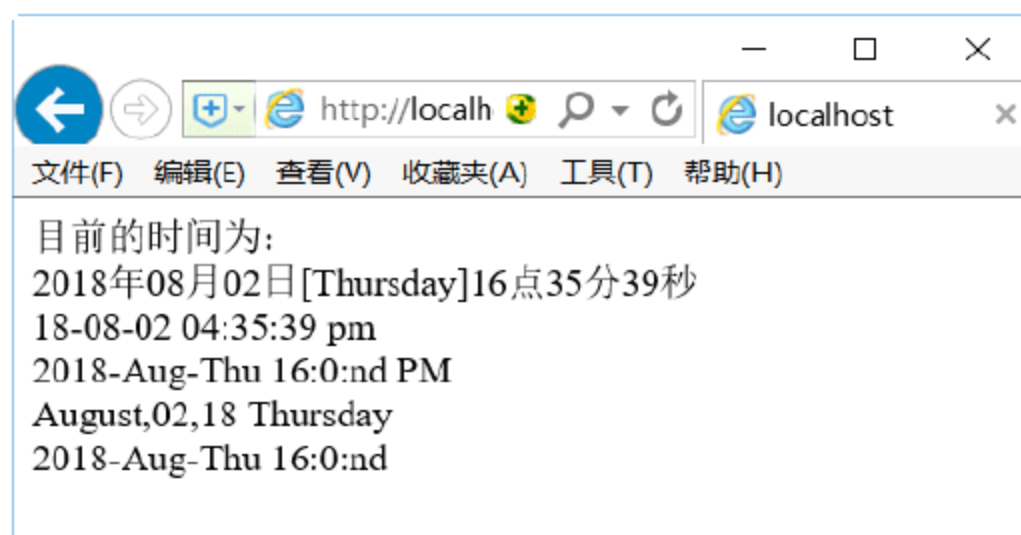 http://localh
localhost
文件(F) 编辑(E) 查看(V) 收藏夹(A) 工具(T) 帮助(H)
目前的时间为:
2018年08月02日[Thursday]16点35分39秒
18-08-02 04:35:39 pm
2018-Aug-Thu 16:0:nd PM
August,02,18 Thursday
2018-Aug-Thu 16:0:nd